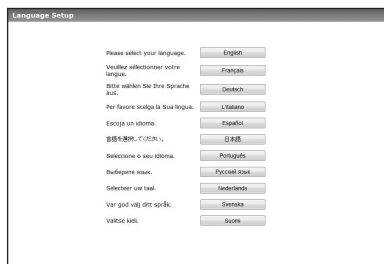 Language Setup
Please select your language. English
Veuillez sélectionner votre
langue. Français
Bitte wählen Sie Ihre Sprache
aus. Deutsch
Per favore scelga la Sua lingua. L'Italiano
Escoja un idioma. Español
言語を選択してください。 日本語
Seleccione o seu idioma. Português
Выберите язык. Русский язык
Selecteer uw taal. Nederlands
Var god välj ditt språk. Svenska
Valitse kieli. Suomi